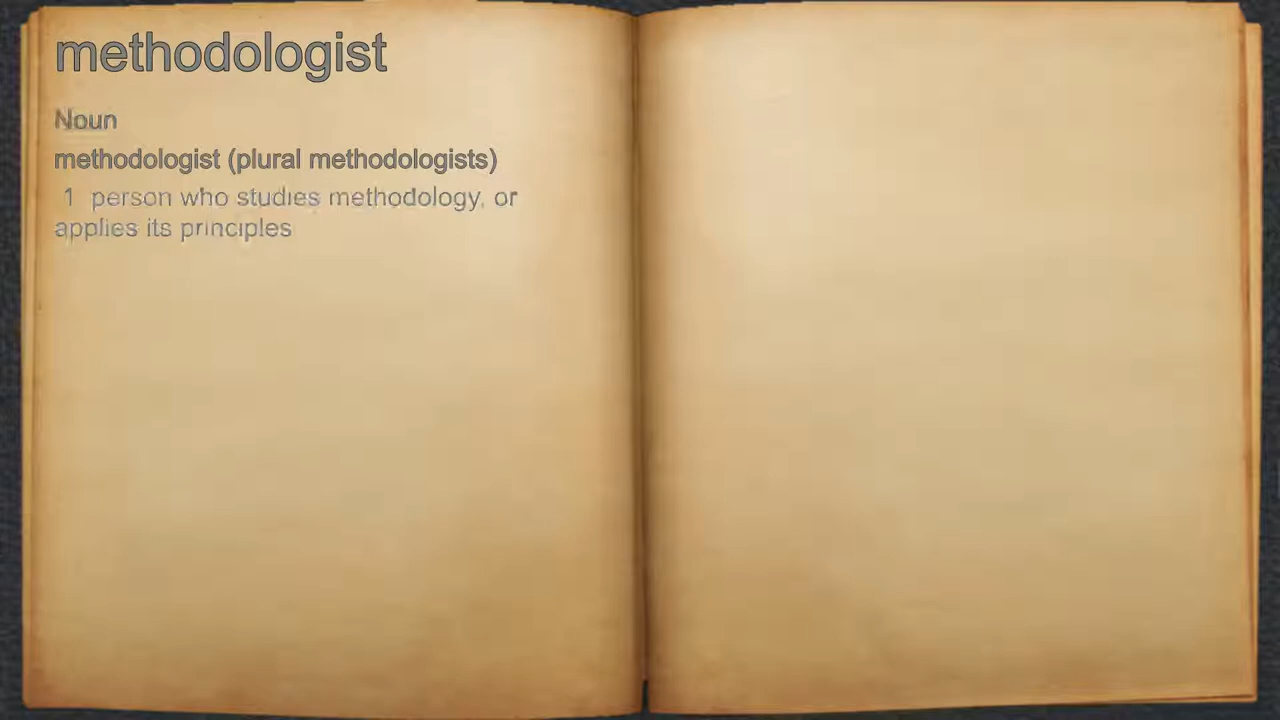 methodologist
Noun
methodologist (plural methodologists)
1 person who studies methodology, or
applies its principles